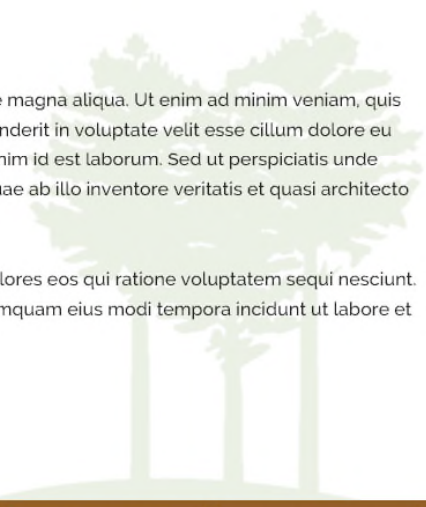 magna aliqua. Ut enim ad minim veniam, quis
nderit in voluptate velit esse cillum dolore eu
nim id est laborum. Sed ut perspiciatis unde
ae ab illo inventore veritatis et quasi architecto
lores eos qui ratione voluptatem sequi nesciunt.
mquam eius modi tempora incidunt ut labore et